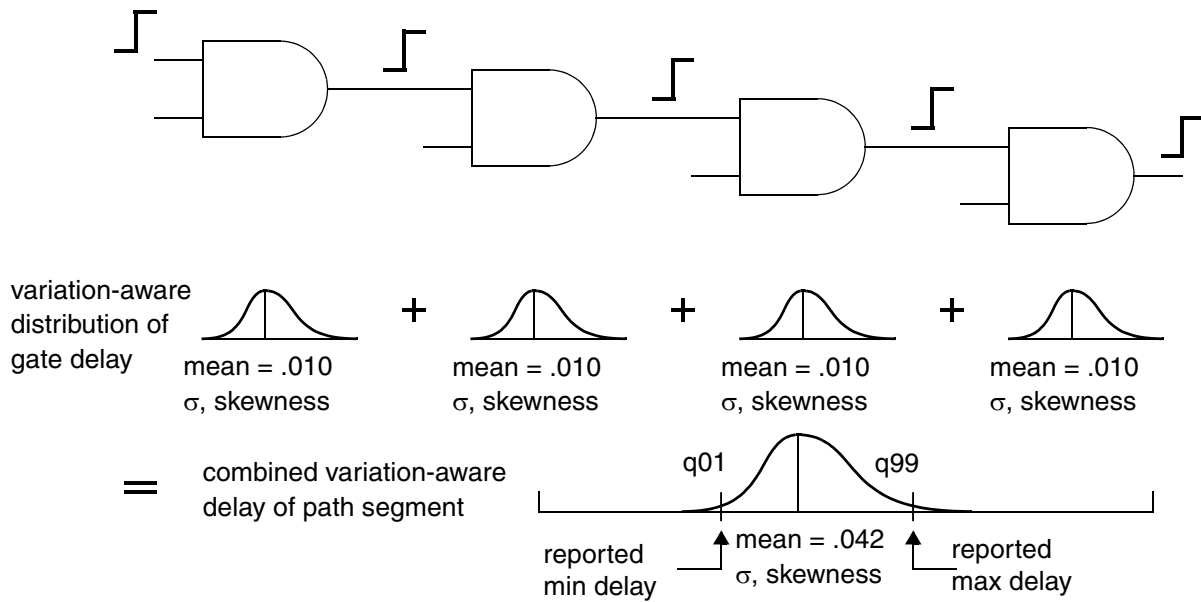 variation-aware
distribution of
gate delay
+ + +
mean = .010 mean = .010 mean = .010 mean = .010
σ, skewness σ, skewness σ, skewness σ, skewness
= combined variation-aware
delay of path segment
q01 q99
reported
min delay
mean = .042
σ, skewness
reported
max delay